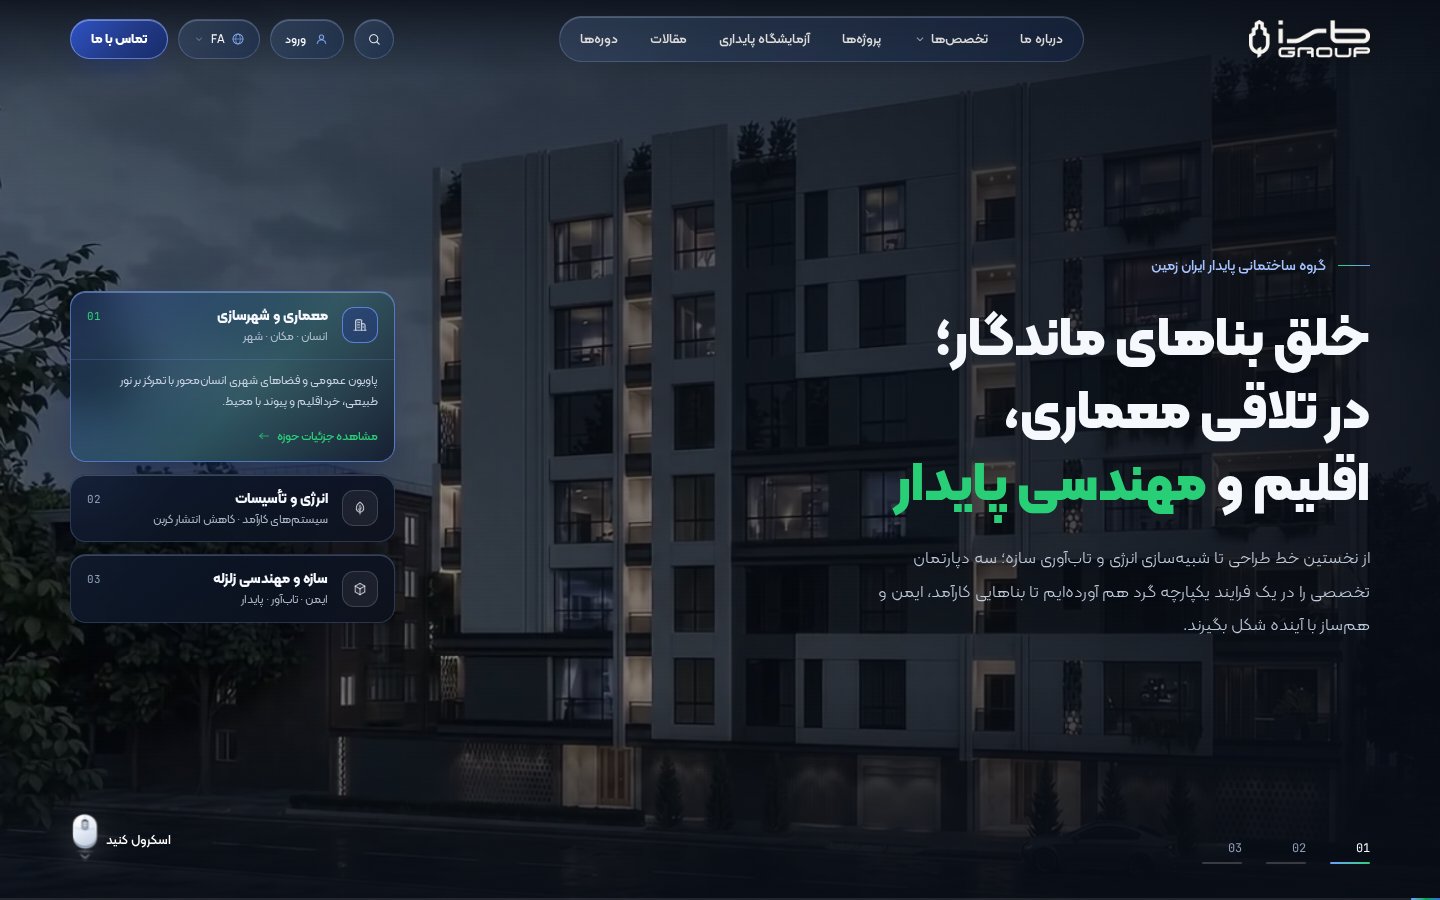 isb
GROUP
درباره ما
تخصص‌ها
پروژه‌ها
آزمایشگاه پایداری
مقالات
دوره‌ها
ورود
FA
تماس با ما
گروه ساختمانی پایدار ایران زمین
خلق بناهای ماندگار؛
در تلاقی معماری،
اقلیم و مهندسی پایدار
از نخستین خط طراحی تا شبیه‌سازی انرژی و تاب‌آوری سازه؛ سه دپارتمان
تخصصی را در یک فرایند یکپارچه گرد هم آورده‌ایم تا بناهایی کارآمد، ایمن و
هم‌ساز با آینده شکل بگیرند.
معماری و شهرسازی
01
انسان · مکان · شهر
پاویون عمومی و فضاهای شهری انسان‌محور با تمرکز بر نور
طبیعی، خرداقلیم و پیوند با محیط.
مشاهده جزئیات حوزه ←
انرژی و تأسیسات
02
سیستم‌های کارآمد · کاهش انتشار کربن
سازه و مهندسی زلزله
03
ایمن · تاب‌آور · پایدار
01
02
03
اسکرول کنید